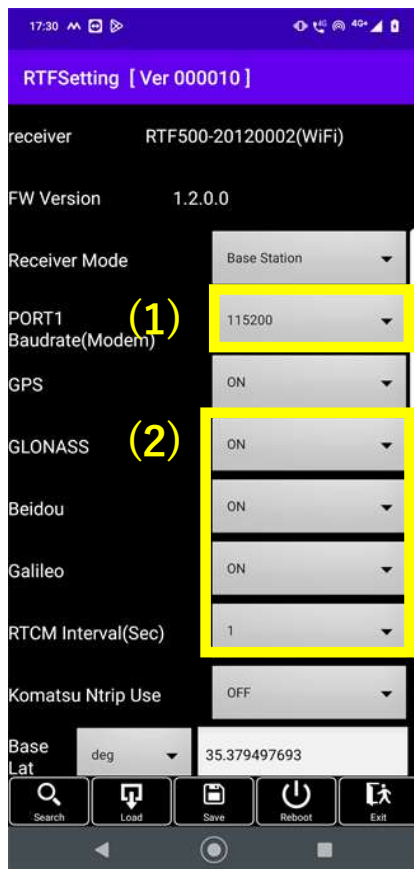 17:30 4G 4G+
RTFSetting [ Ver 000010 ]
receiver RTF500-20120002(WiFi)
FW Version 1.2.0.0
Receiver Mode Base Station
PORT1
Baudrate(Modem) (1) 115200
GPS ON
GLONASS (2) ON
Beidou ON
Galileo ON
RTCM Interval(Sec) 1
Komatsu Ntrip Use OFF
Base
Lat deg 35.379497693
Search Load Save Reboot Exit